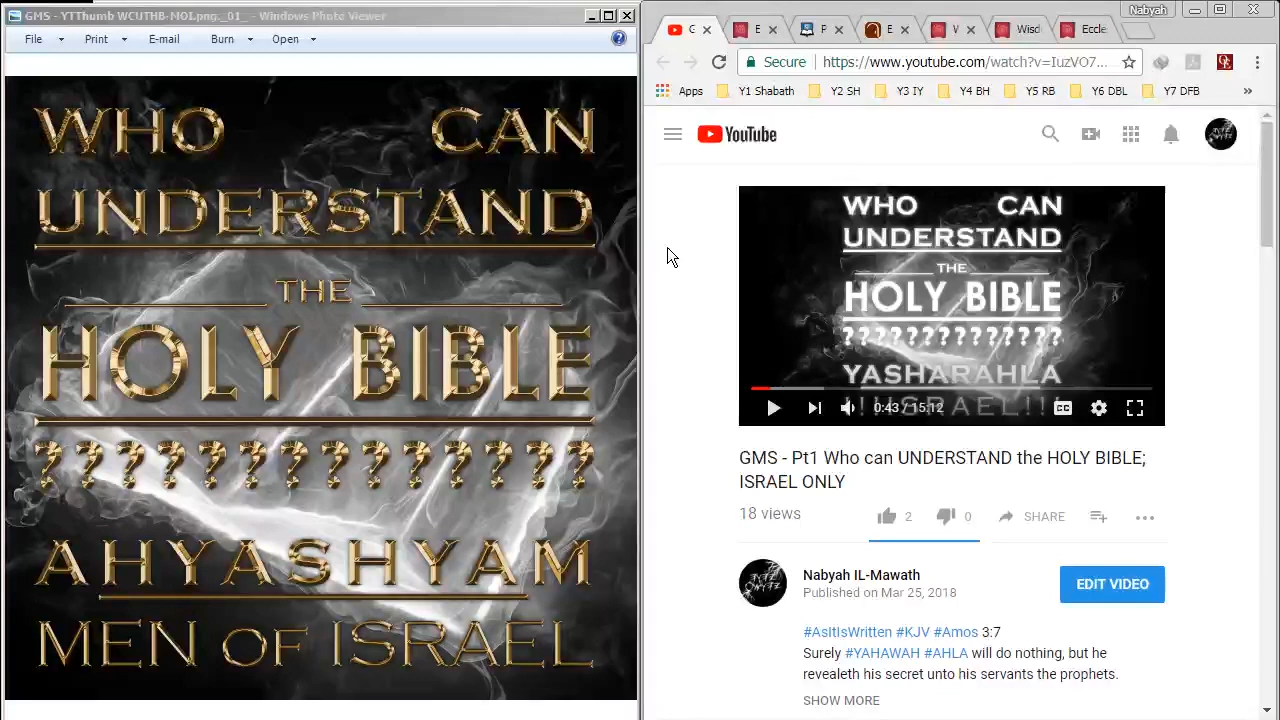 GMS - YTThumb WCUTHB-MOI.png._01_ - Windows Photo Viewer
File Print E-mail Burn Open
WHO CAN
UNDERSTAND
THE
HOLY BIBLE
?????????????? 
AHYASHYAM
MEN OF ISRAEL
Nabyah
G E P E V Wisd Eccle
Secure https://www.youtube.com/watch?v=IuzVO7...
Apps Y1 Shabath Y2 SH Y3 IY Y4 BH Y5 RB Y6 DBL Y7 DFB »
YouTube
WHO CAN
UNDERSTAND
THE
HOLY BIBLE
?????????????
YASHARAHLA
!!!ISRAEL!!!
0:43 / 15:12 CC
GMS - Pt1 Who can UNDERSTAND the HOLY BIBLE;
ISRAEL ONLY
18 views 2 0 SHARE
Nabyah IL-Mawath
Published on Mar 25, 2018
EDIT VIDEO
#AsItIsWritten #KJV #Amos 3:7
Surely #YAHAWAH #AHLA will do nothing, but he
revealeth his secret unto his servants the prophets.
SHOW MORE